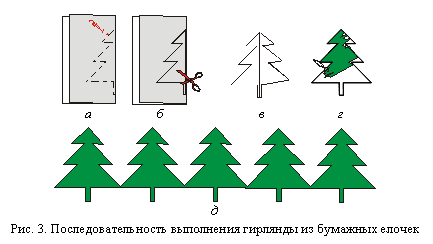 а б в г
д
Рис. 3. Последовательность выполнения гирлянды из бумажных елочек